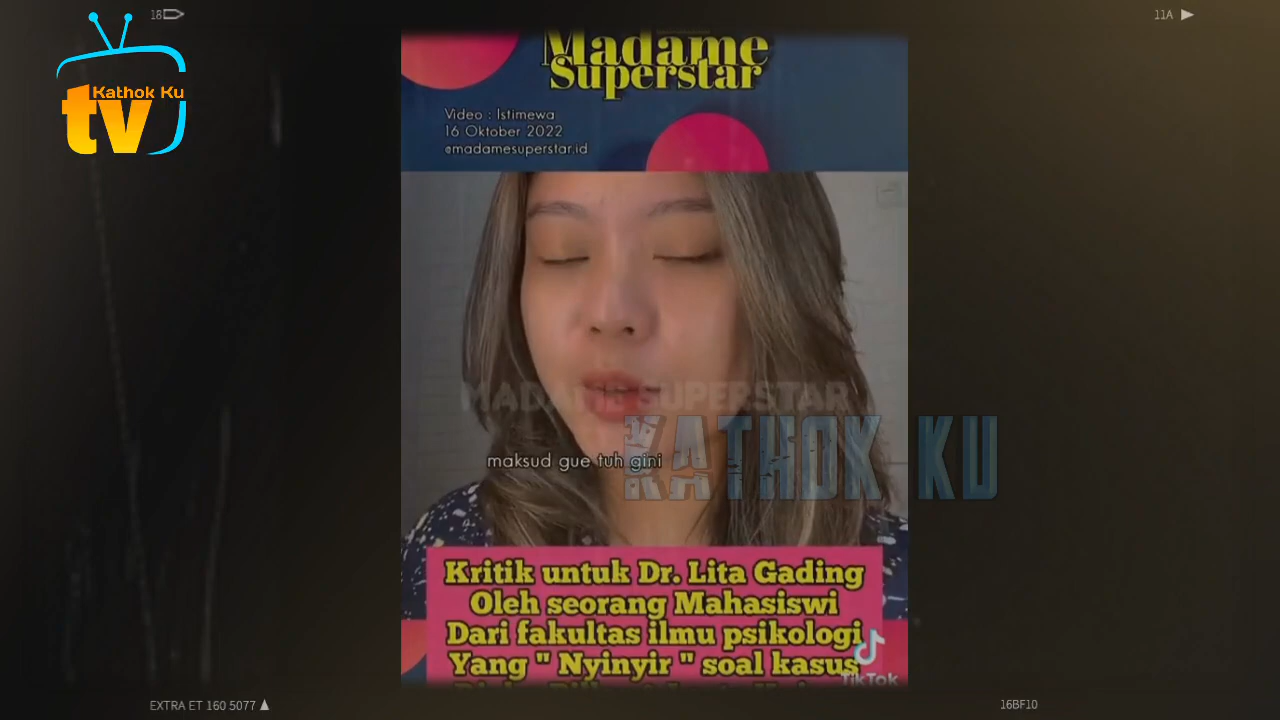 18
11A
Kathok Ku
tv
Madame
Superstar
Video : Istimewa
16 Oktober 2022
@madamesuperstar.id
MADAME SUPERSTAR
KATHOK KU
maksud gue tuh gini
Kritik untuk Dr. Lita Gading
Oleh seorang Mahasiswi
Dari fakultas ilmu psikologi
Yang " Nyinyir " soal kasus
TikTok
EXTRA ET 160 5077
16BF10